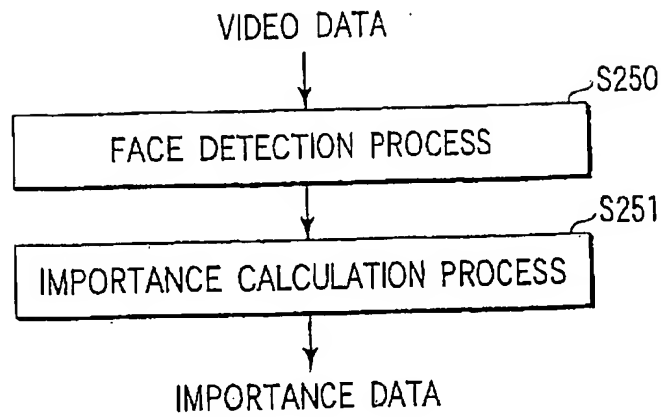 VIDEO DATA
S250
FACE DETECTION PROCESS
S251
IMPORTANCE CALCULATION PROCESS
IMPORTANCE DATA